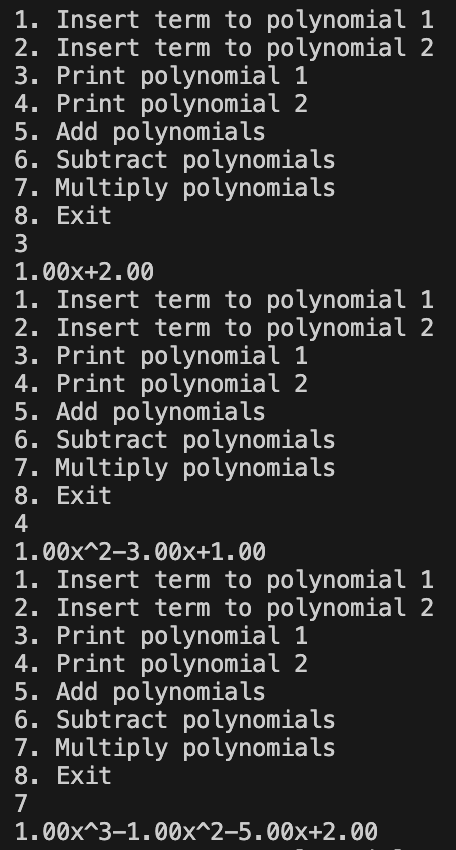 1. Insert term to polynomial 1
2. Insert term to polynomial 2
3. Print polynomial 1
4. Print polynomial 2
5. Add polynomials
6. Subtract polynomials
7. Multiply polynomials
8. Exit
3
1.00x+2.00
1. Insert term to polynomial 1
2. Insert term to polynomial 2
3. Print polynomial 1
4. Print polynomial 2
5. Add polynomials
6. Subtract polynomials
7. Multiply polynomials
8. Exit
4
1.00x^2-3.00x+1.00
1. Insert term to polynomial 1
2. Insert term to polynomial 2
3. Print polynomial 1
4. Print polynomial 2
5. Add polynomials
6. Subtract polynomials
7. Multiply polynomials
8. Exit
7
1.00x^3-1.00x^2-5.00x+2.00